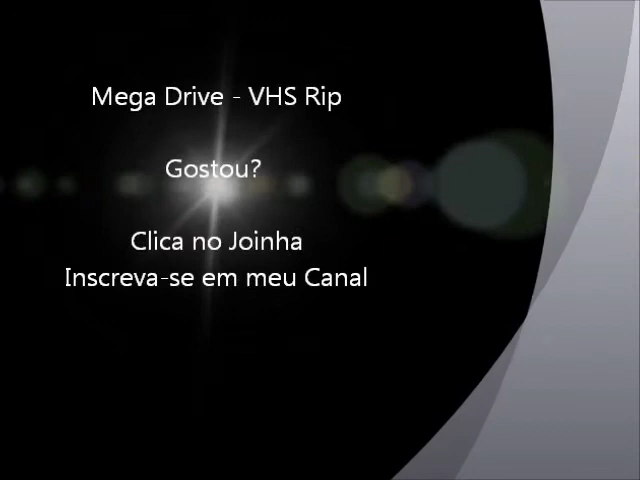 Mega Drive - VHS Rip
Gostou?
Clica no Joinha
Inscreva-se em meu Canal